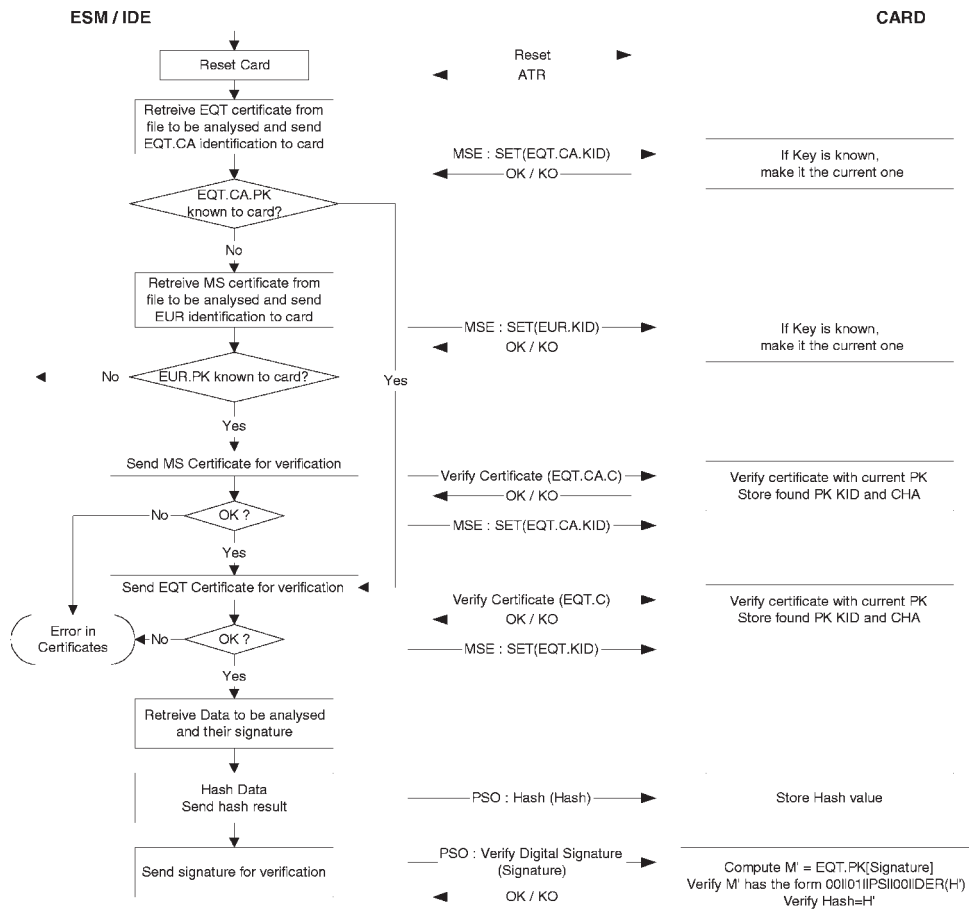 ESM / IDE
CARD
Reset Card
Reset
ATR
Retreive EQT certificate from
file to be analysed and send
EQT.CA identification to card
MSE : SET(EQT.CA.KID)
OK / KO
If Key is known,
make it the current one
EQT.CA.PK
known to card?
No
Retreive MS certificate from
file to be analysed and send
EUR identification to card
MSE : SET(EUR.KID)
OK / KO
If Key is known,
make it the current one
No
EUR.PK known to card?
Yes
Yes
Send MS Certificate for verification
Verify Certificate (EQT.CA.C)
OK / KO
Verify certificate with current PK
Store found PK KID and CHA
No
OK ?
MSE : SET(EQT.CA.KID)
Yes
Send EQT Certificate for verification
Verify Certificate (EQT.C)
OK / KO
Verify certificate with current PK
Store found PK KID and CHA
Error in
Certificates
No
OK ?
MSE : SET(EQT.KID)
Yes
Retreive Data to be analysed
and their signature
Hash Data
Send hash result
PSO : Hash (Hash)
Store Hash value
Send signature for verification
PSO : Verify Digital Signature
(Signature)
OK / KO
Compute M' = EQT.PK[Signature]
Verify M' has the form 00||01||PS||00||DER(H')
Verify Hash=H'